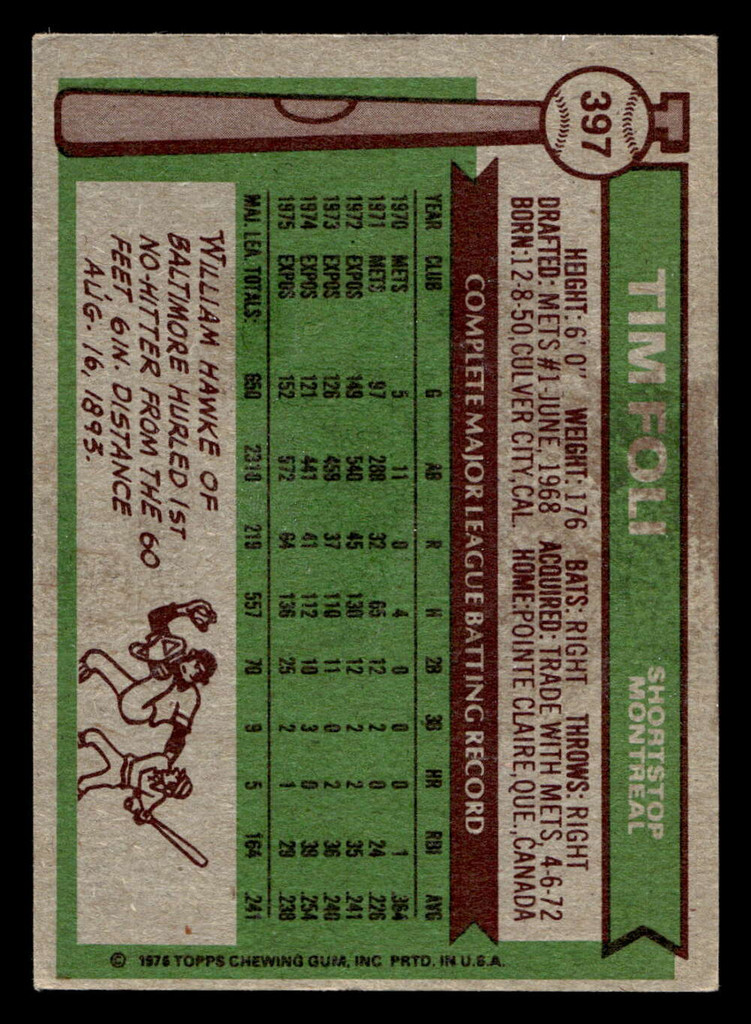 397
TIM FOLI
SHORTSTOP
MONTREAL
HEIGHT: 6'0" WEIGHT: 176 BATS: RIGHT THROWS: RIGHT
DRAFTED: METS #1-JUNE, 1968 ACQUIRED: TRADE WITH METS, 4-6-72
BORN: 12-8-50, CULVER CITY, CAL. HOME: POINTE CLAIRE, QUE., CANADA
COMPLETE MAJOR LEAGUE BATTING RECORD
YEAR CLUB G AB R H 2B 3B HR RBI AVG
1970 METS 5 11 0 4 0 0 0 1 .364
1971 METS 97 288 32 65 12 2 0 24 .226
1972 EXPOS 149 540 45 130 12 2 2 35 .241
1973 EXPOS 126 458 37 110 11 0 2 36 .240
1974 EXPOS 121 441 41 112 10 3 0 39 .254
1975 EXPOS 152 572 64 136 25 2 1 29 .238
MAJ. LEA. TOTALS: 650 2310 219 557 70 9 5 164 .241
WILLIAM HAWKE OF
BALTIMORE HURLED 1ST
NO-HITTER FROM THE 60
FEET 6 IN. DISTANCE
AUG. 16, 1893.
© 1976 TOPPS CHEWING GUM, INC PRTD. IN U.S.A.